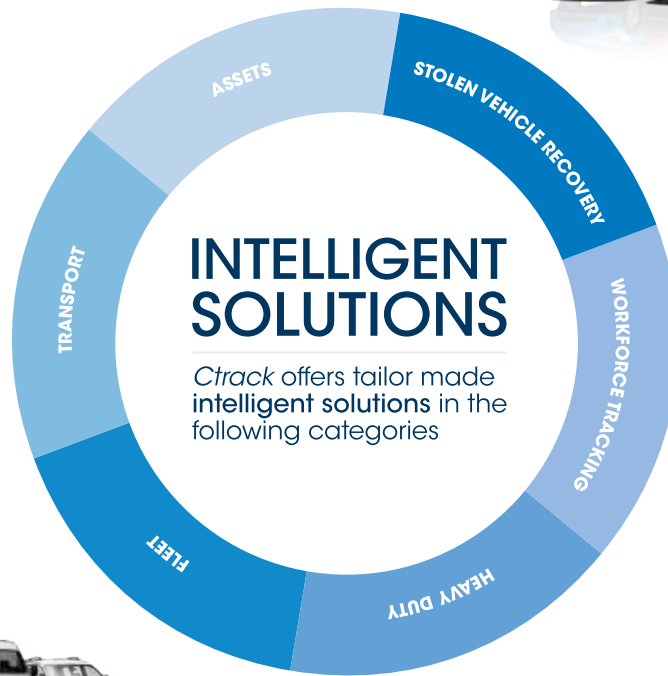 ASSETS
STOLEN VEHICLE RECOVERY
WORKFORCE TRACKING
HEAVY DUTY
FLEET
TRANSPORT
INTELLIGENT
SOLUTIONS
Ctrack offers tailor made
intelligent solutions in the
following categories